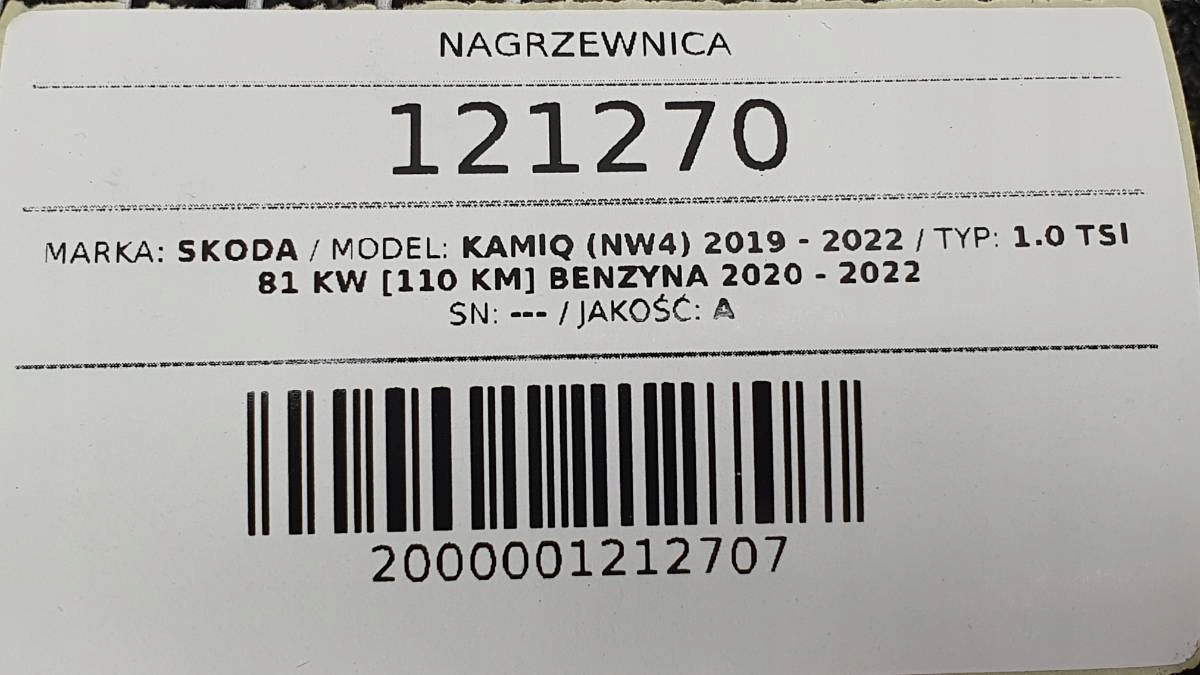 NAGRZEWNICA
121270
MARKA: SKODA / MODEL: KAMIQ (NW4) 2019 - 2022 / TYP: 1.0 TSI
81 KW [110 KM] BENZYNA 2020 - 2022
SN: --- / JAKOŚĆ: A
2000001212707